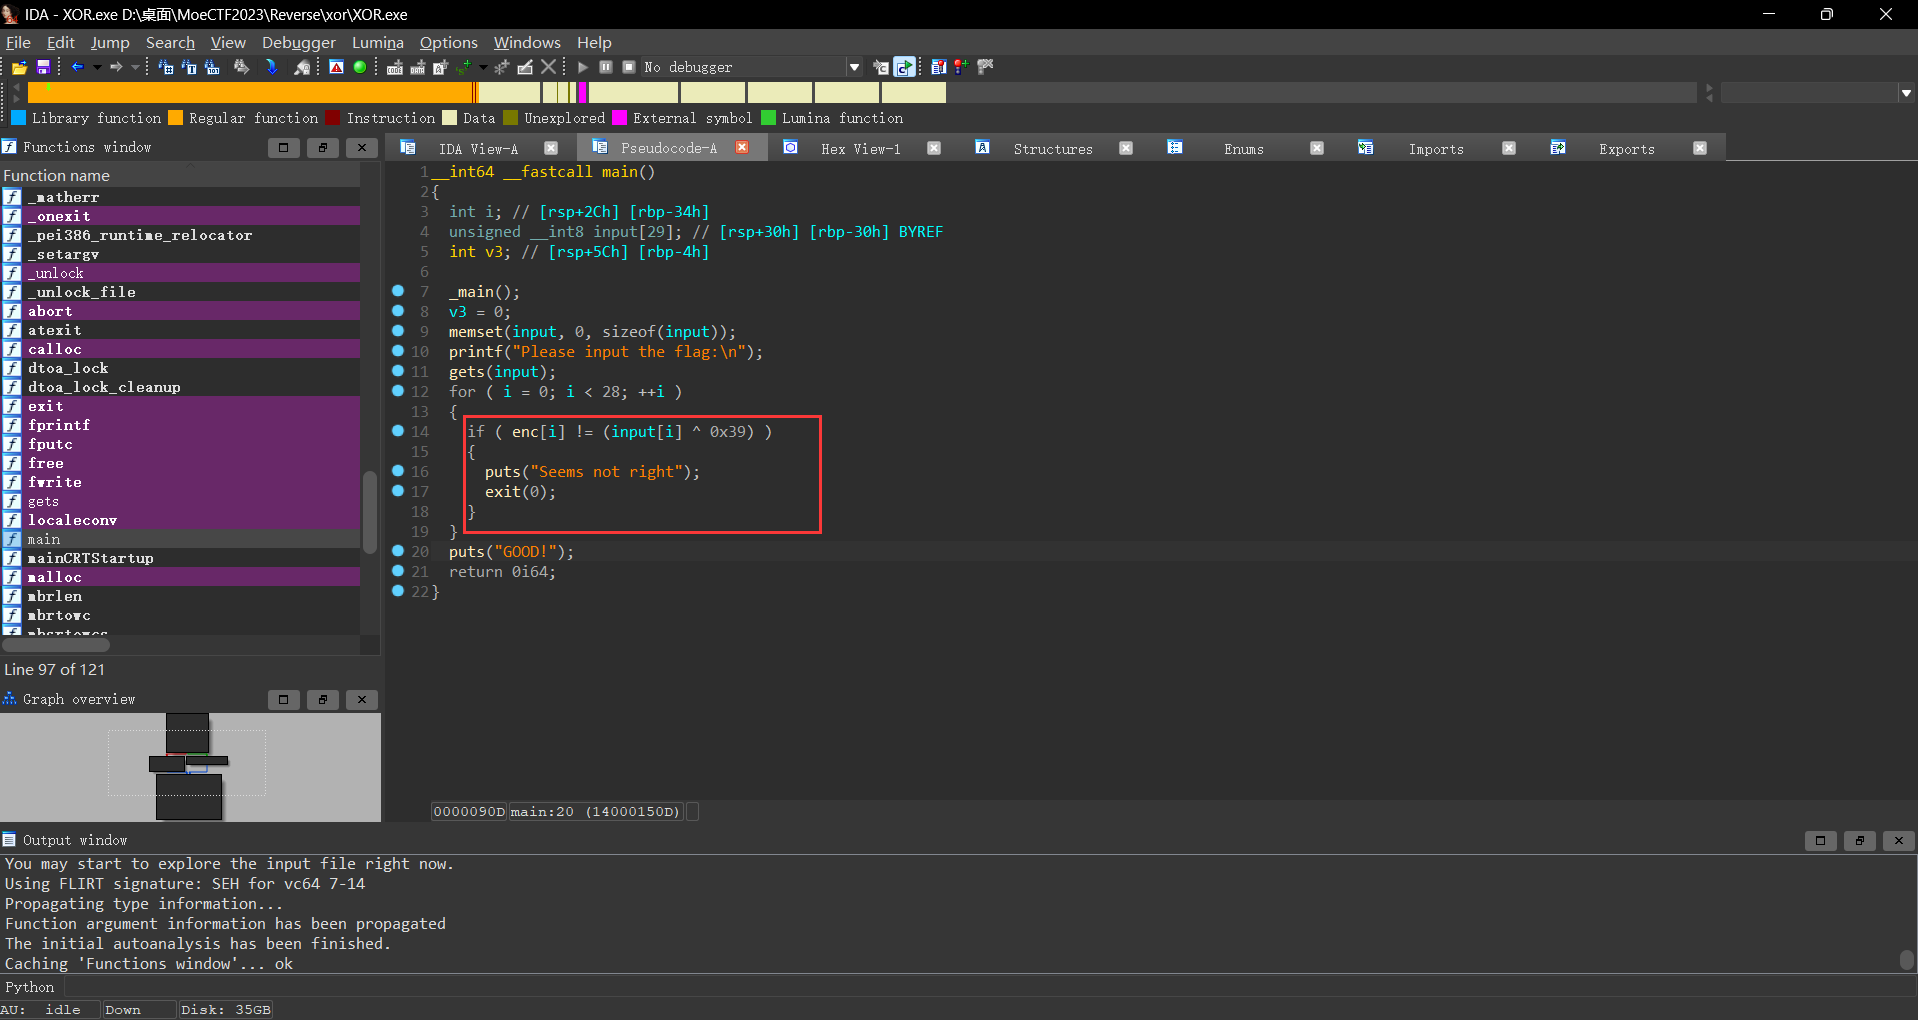 IDA - XOR.exe D:\桌面\MoeCTF2023\Reverse\xor\XOR.exe
File Edit Jump Search View Debugger Lumina Options Windows Help
No debugger
Library function Regular function Instruction Data Unexplored External symbol Lumina function
Functions window
Function name
_matherr
_onexit
_pei386_runtime_relocator
_setargv
_unlock
_unlock_file
abort
atexit
calloc
dtoa_lock
dtoa_lock_cleanup
exit
fprintf
fputc
free
fwrite
gets
localeconv
main
mainCRTStartup
malloc
mbrlen
mbrtowc
mbsrtowcs
Line 97 of 121
Graph overview
IDA View-A Pseudocode-A Hex View-1 Structures Enums Imports Exports
1 __int64 __fastcall main()
2 {
3 int i; // [rsp+2Ch] [rbp-34h]
4 unsigned __int8 input[29]; // [rsp+30h] [rbp-30h] BYREF
5 int v3; // [rsp+5Ch] [rbp-4h]
6
7 _main();
8 v3 = 0;
9 memset(input, 0, sizeof(input));
10 printf("Please input the flag:\n");
11 gets(input);
12 for ( i = 0; i < 28; ++i )
13 {
14 if ( enc[i] != (input[i] ^ 0x39) )
15 {
16 puts("Seems not right");
17 exit(0);
18 }
19 }
20 puts("GOOD!");
21 return 0i64;
22 }
0000090D main:20 (14000150D)
Output window
You may start to explore the input file right now.
Using FLIRT signature: SEH for vc64 7-14
Propagating type information...
Function argument information has been propagated
The initial autoanalysis has been finished.
Caching 'Functions window'... ok
Python
AU: idle Down Disk: 35GB